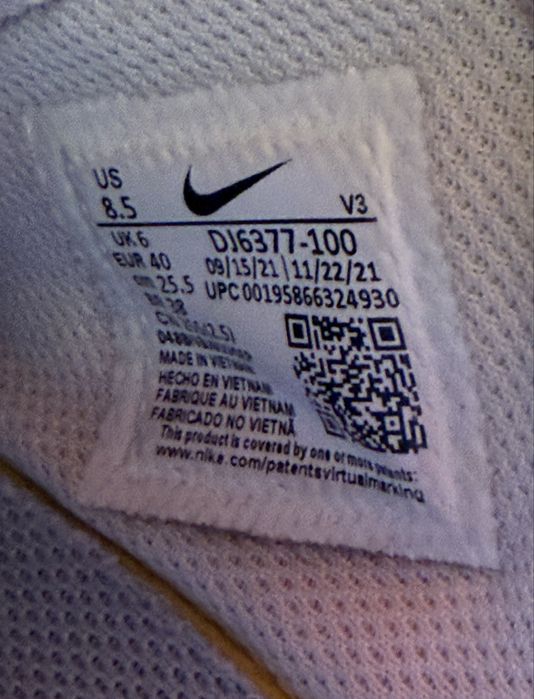 US
8.5
V3
UK 6
DJ6377-100
EUR 40
09/15/21 | 11/22/21
cm 25.5
UPC 00195866324930
BR 38
MADE IN VIETNAM
HECHO EN VIETNAM
FABRIQUE AU VIETNAM
FABRICADO NO VIETNÃ
This product is covered by one or more patents:
www.nike.com/patentsvirtualmarking